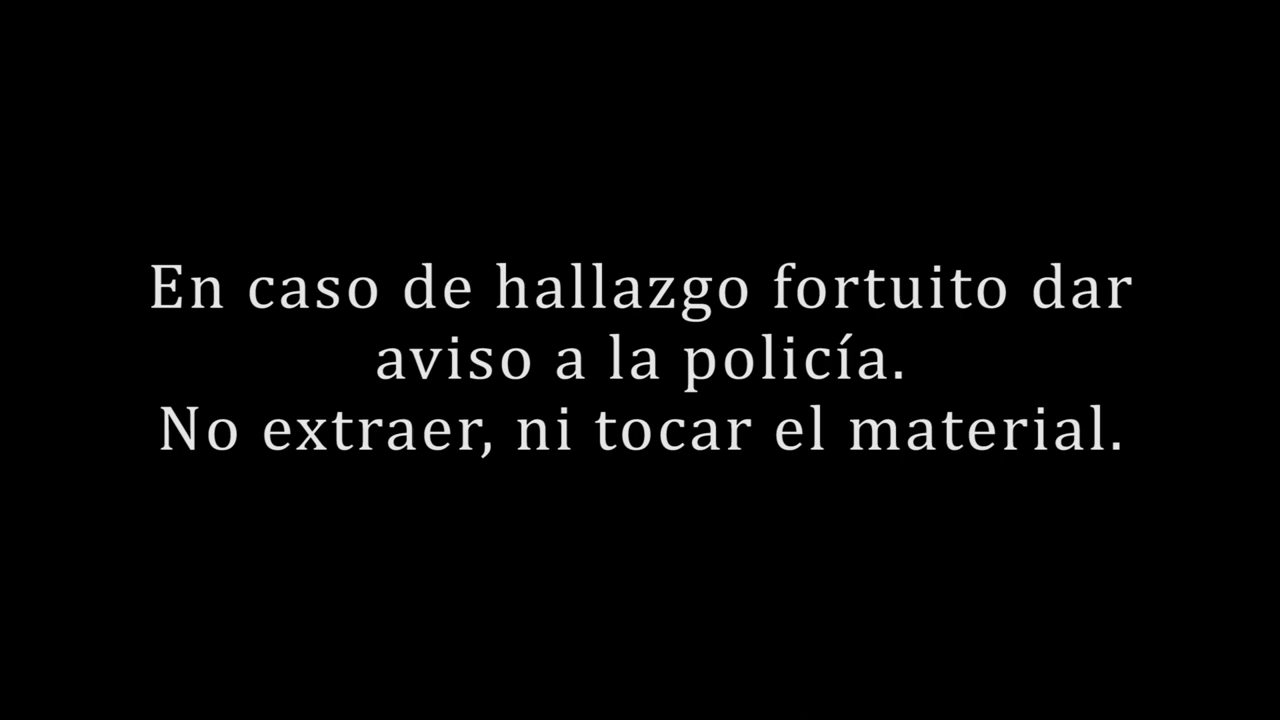 En caso de hallazgo fortuito dar
aviso a la policía.
No extraer, ni tocar el material.